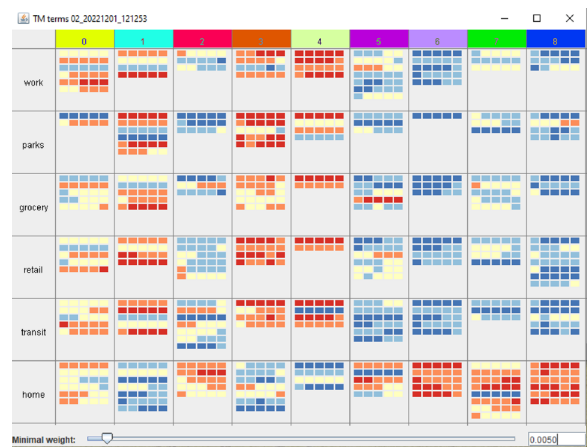 TM terms 02_20221201_121253
0 1 2 3 4 5 6 7 8
work
parks
grocery
retail
transit
home
Minimal weight: 0.0050